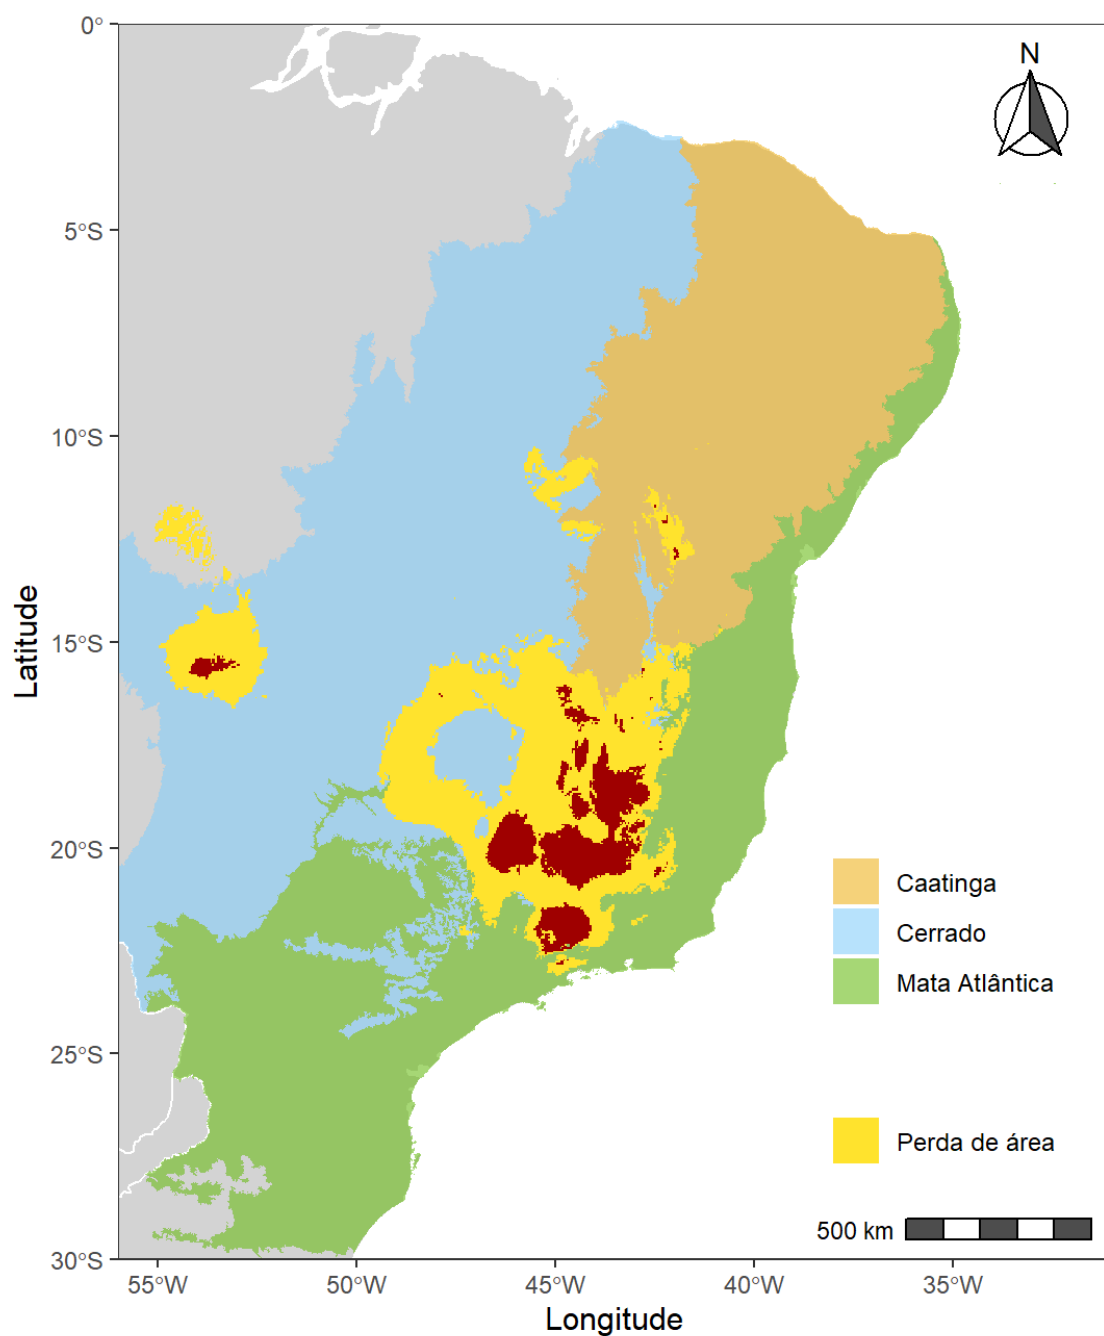 N
0°
5°S
10°S
15°S
20°S
25°S
30°S
Latitude
Caatinga
Cerrado
Mata Atlântica
Perda de área
500 km
55°W
50°W
45°W
40°W
35°W
Longitude